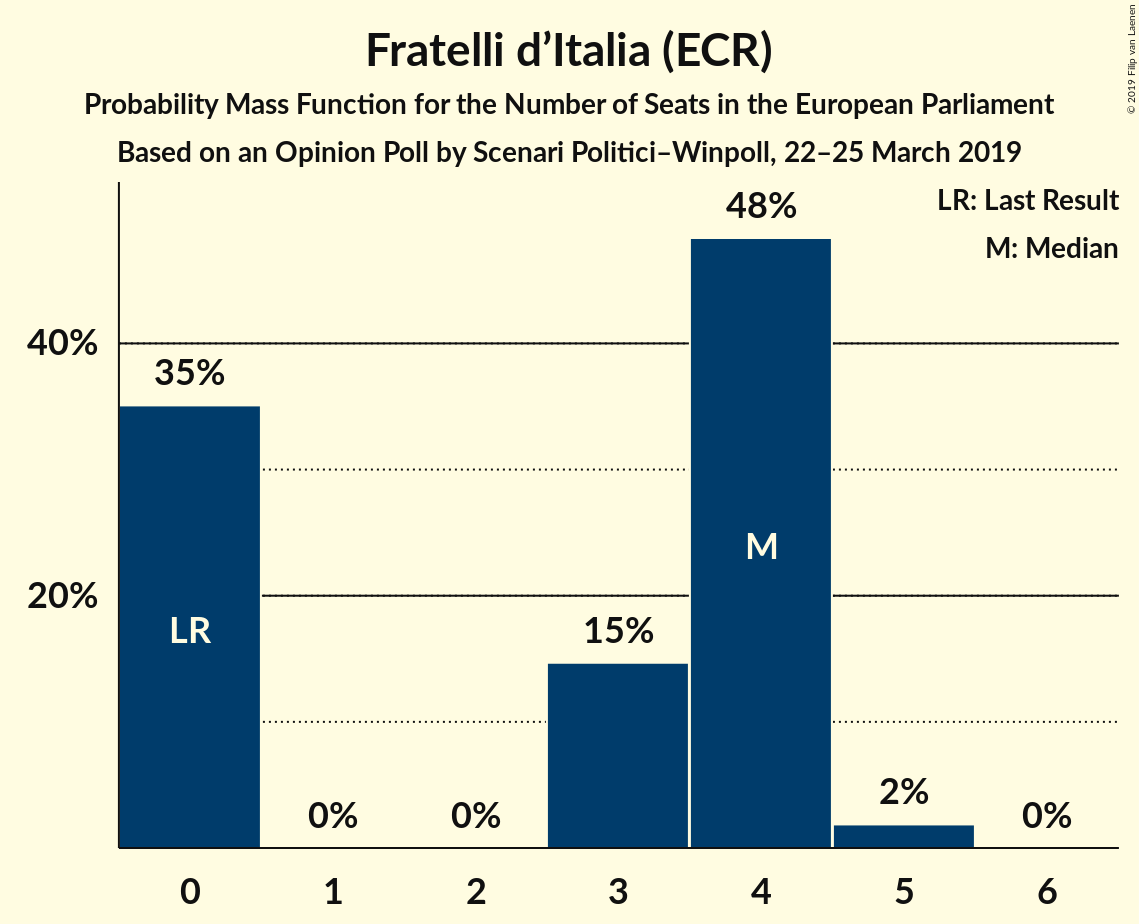 Fratelli d’Italia (ECR)
Probability Mass Function for the Number of Seats in the European Parliament
Based on an Opinion Poll by Scenari Politici–Winpoll, 22–25 March 2019
© 2019 Filip van Laenen
LR: Last Result
M: Median
48%
40%
35%
M
20%
LR
15%
2%
0%
0%
0%
0 1 2 3 4 5 6